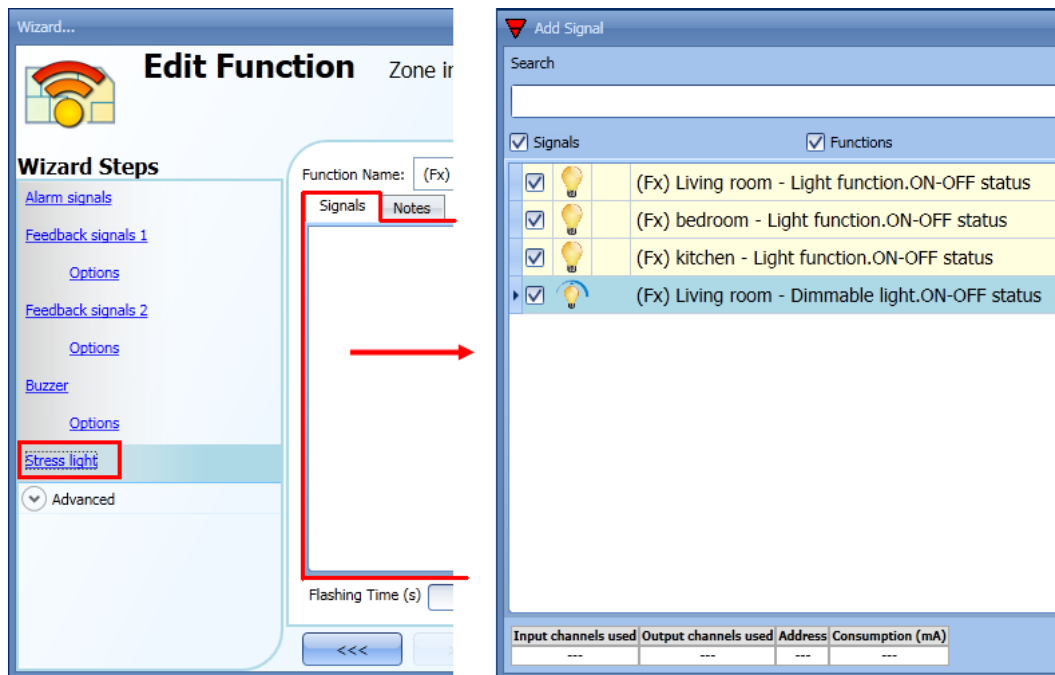 Wizard...
Edit Function Zone in
Wizard Steps
Alarm signals
Feedback signals 1
Options
Feedback signals 2
Options
Buzzer
Options
Stress light
Advanced
Function Name: (Fx)
Signals Notes
Flashing Time (s)
<<<
Add Signal
Search
Signals Functions
(Fx) Living room - Light function.ON-OFF status
(Fx) bedroom - Light function.ON-OFF status
(Fx) kitchen - Light function.ON-OFF status
(Fx) Living room - Dimmable light.ON-OFF status
Input channels used Output channels used Address Consumption (mA)
--- --- --- ---